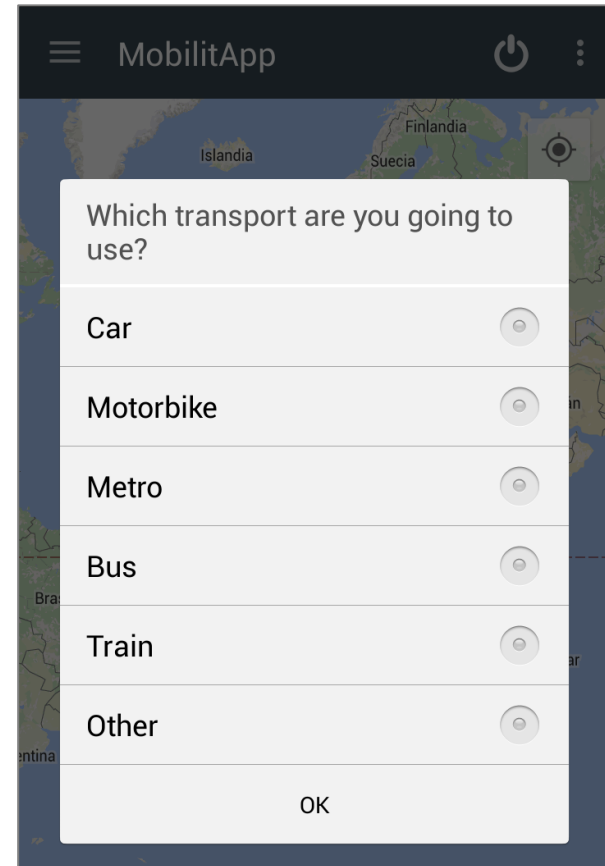 MobilitApp
Finlandia
Islandia
Suecia
Which transport are you going to
use?
Car
Motorbike
Metro
Bus
Train
Other
OK